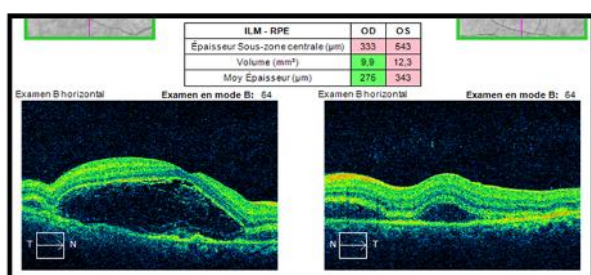 ILM - RPE OD OS
Épaisseur Sous-zone centrale (µm) 333 543
Volume (mm³) 9,9 12,3
Moy Épaisseur (µm) 276 343
Examen B horizontal Examen en mode B: 64
Examen B horizontal Examen en mode B: 64
T N
N T